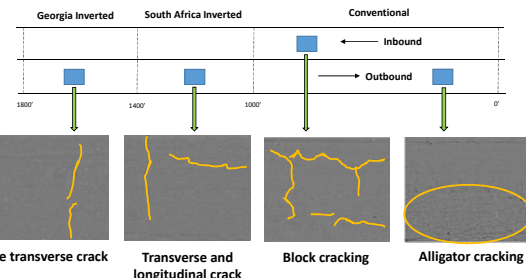 Georgia Inverted South Africa Inverted Conventional
Inbound
Outbound
1800' 1400' 1000' 0'
transverse crack Transverse and Block cracking Alligator cracking
longitudinal crack